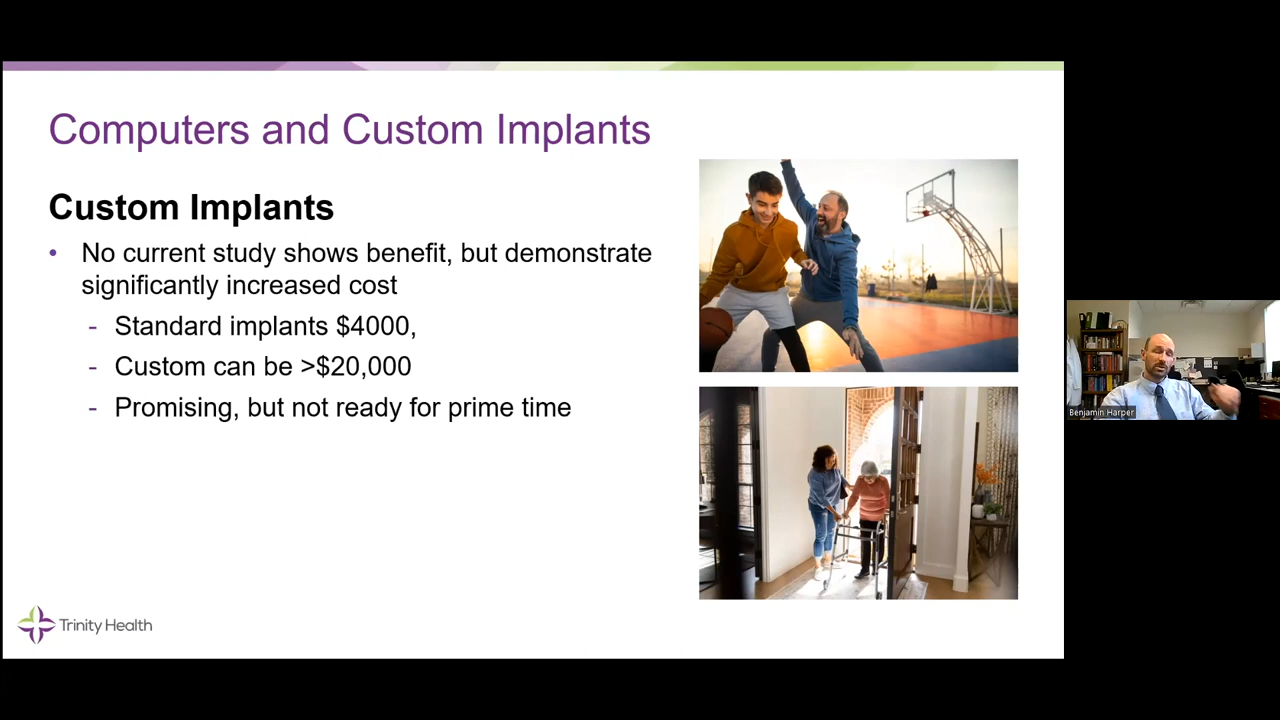 Computers and Custom Implants
Custom Implants
• No current study shows benefit, but demonstrate
significantly increased cost
- Standard implants $4000,
- Custom can be >$20,000
- Promising, but not ready for prime time
Trinity Health
Benjamin Harper